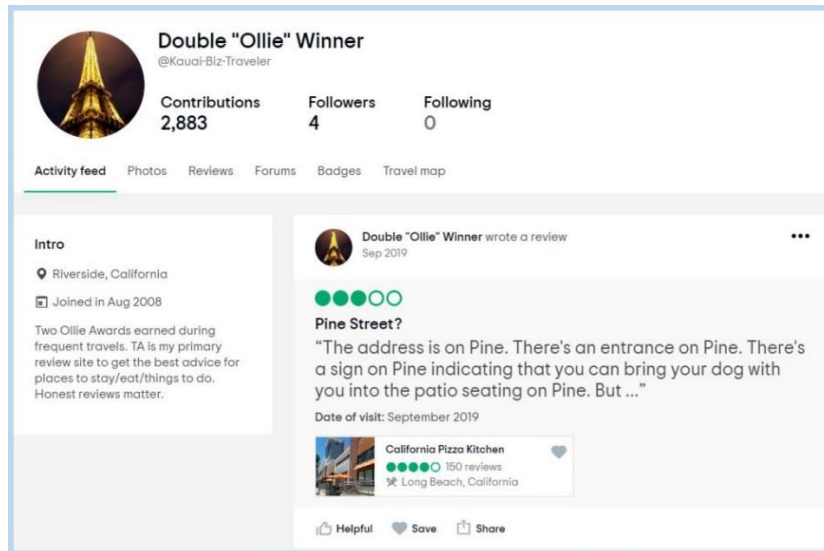 Double "Ollie" Winner
@Kauai-Biz-Traveler
Contributions Followers Following
2,883 4 0
Activity feed Photos Reviews Forums Badges Travel map
Intro
Riverside, California
Joined in Aug 2008
Two Ollie Awards earned during
frequent travels. TA is my primary
review site to get the best advice for
places to stay/eat/things to do.
Honest reviews matter.
Double "Ollie" Winner wrote a review
Sep 2019
Pine Street?
“The address is on Pine. There's an entrance on Pine. There's
a sign on Pine indicating that you can bring your dog with
you into the patio seating on Pine. But ...”
Date of visit: September 2019
California Pizza Kitchen
150 reviews
Long Beach, California
Helpful Save Share